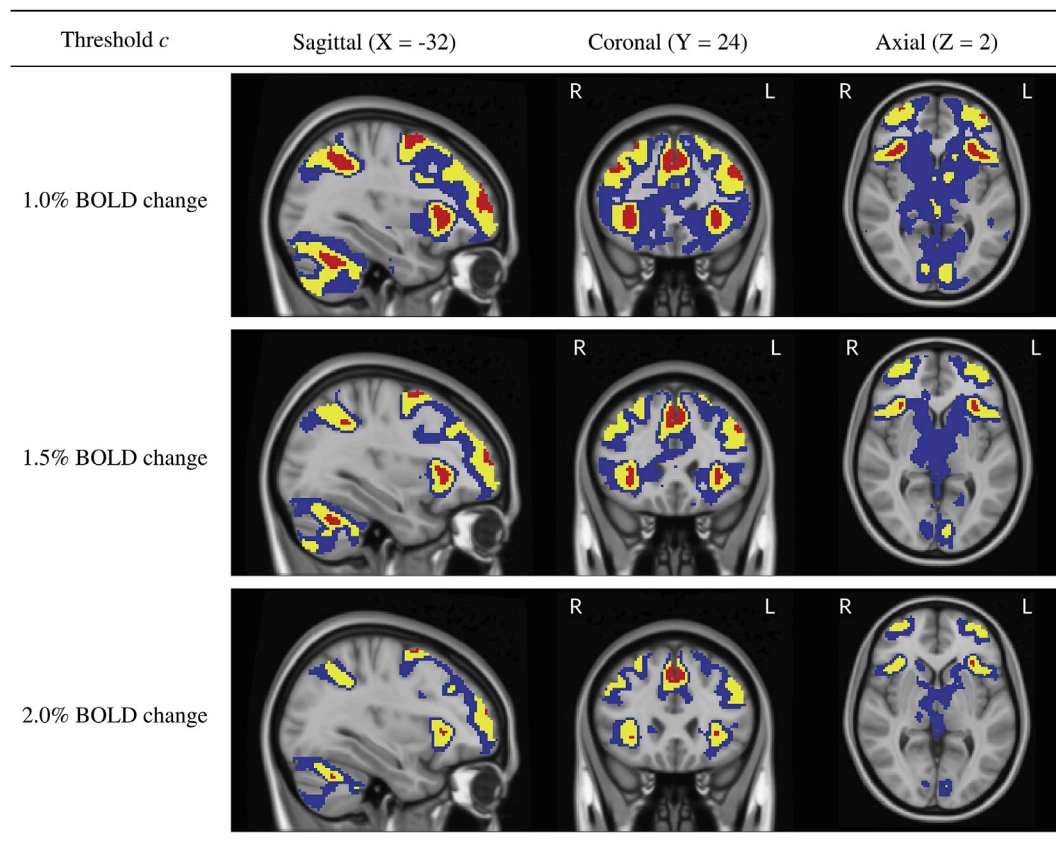 Threshold c Sagittal (X = -32) Coronal (Y = 24) Axial (Z = 2)
R L R L
1.0% BOLD change
R L R L
1.5% BOLD change
R L R L
2.0% BOLD change